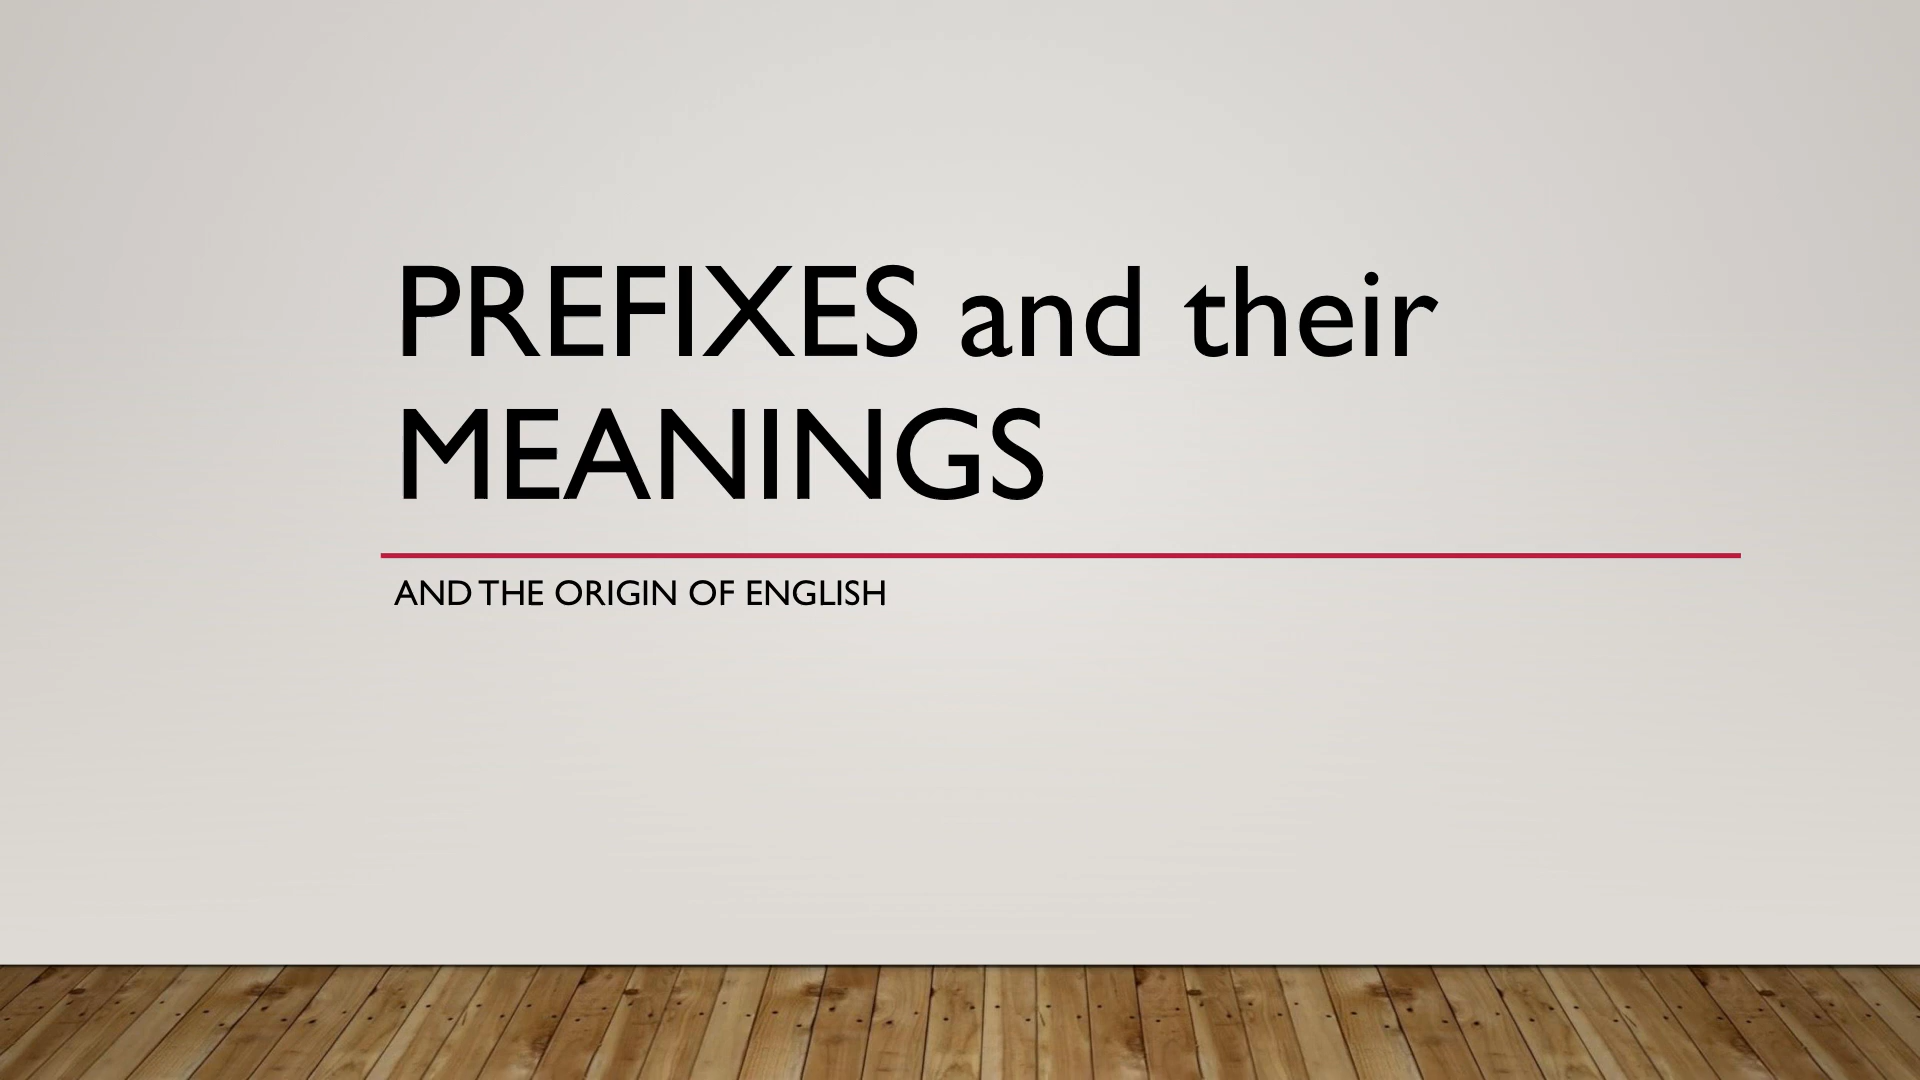 PREFIXES and their
MEANINGS
AND THE ORIGIN OF ENGLISH